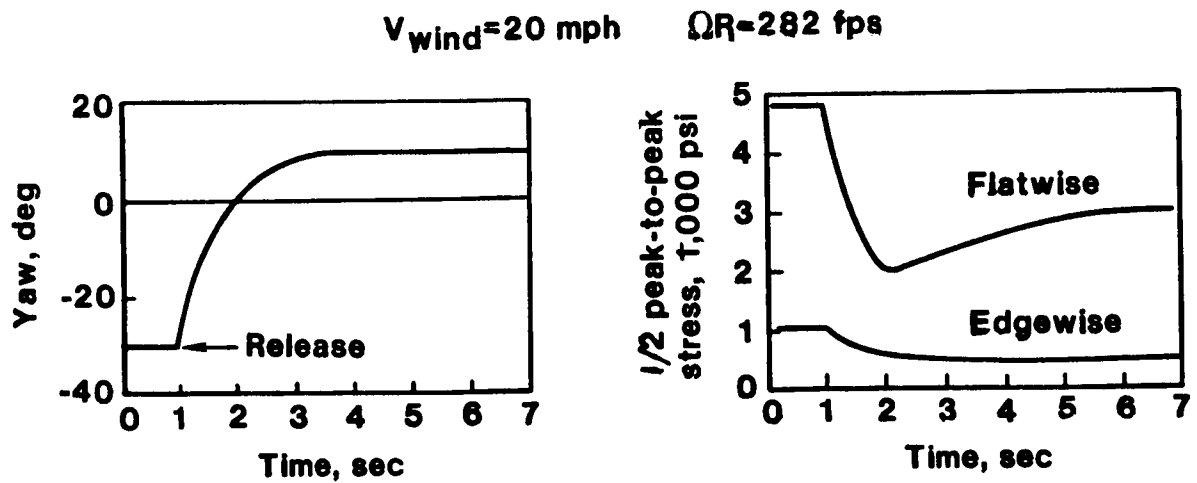 Vwind=20 mph ΩR=282 fps
20
0
-20
-40
Yaw, deg
Release
0 1 2 3 4 5 6 7
Time, sec
5
4
3
2
1
0
1/2 peak-to-peak
stress, 1,000 psi
Flatwise
Edgewise
0 1 2 3 4 5 6 7
Time, sec